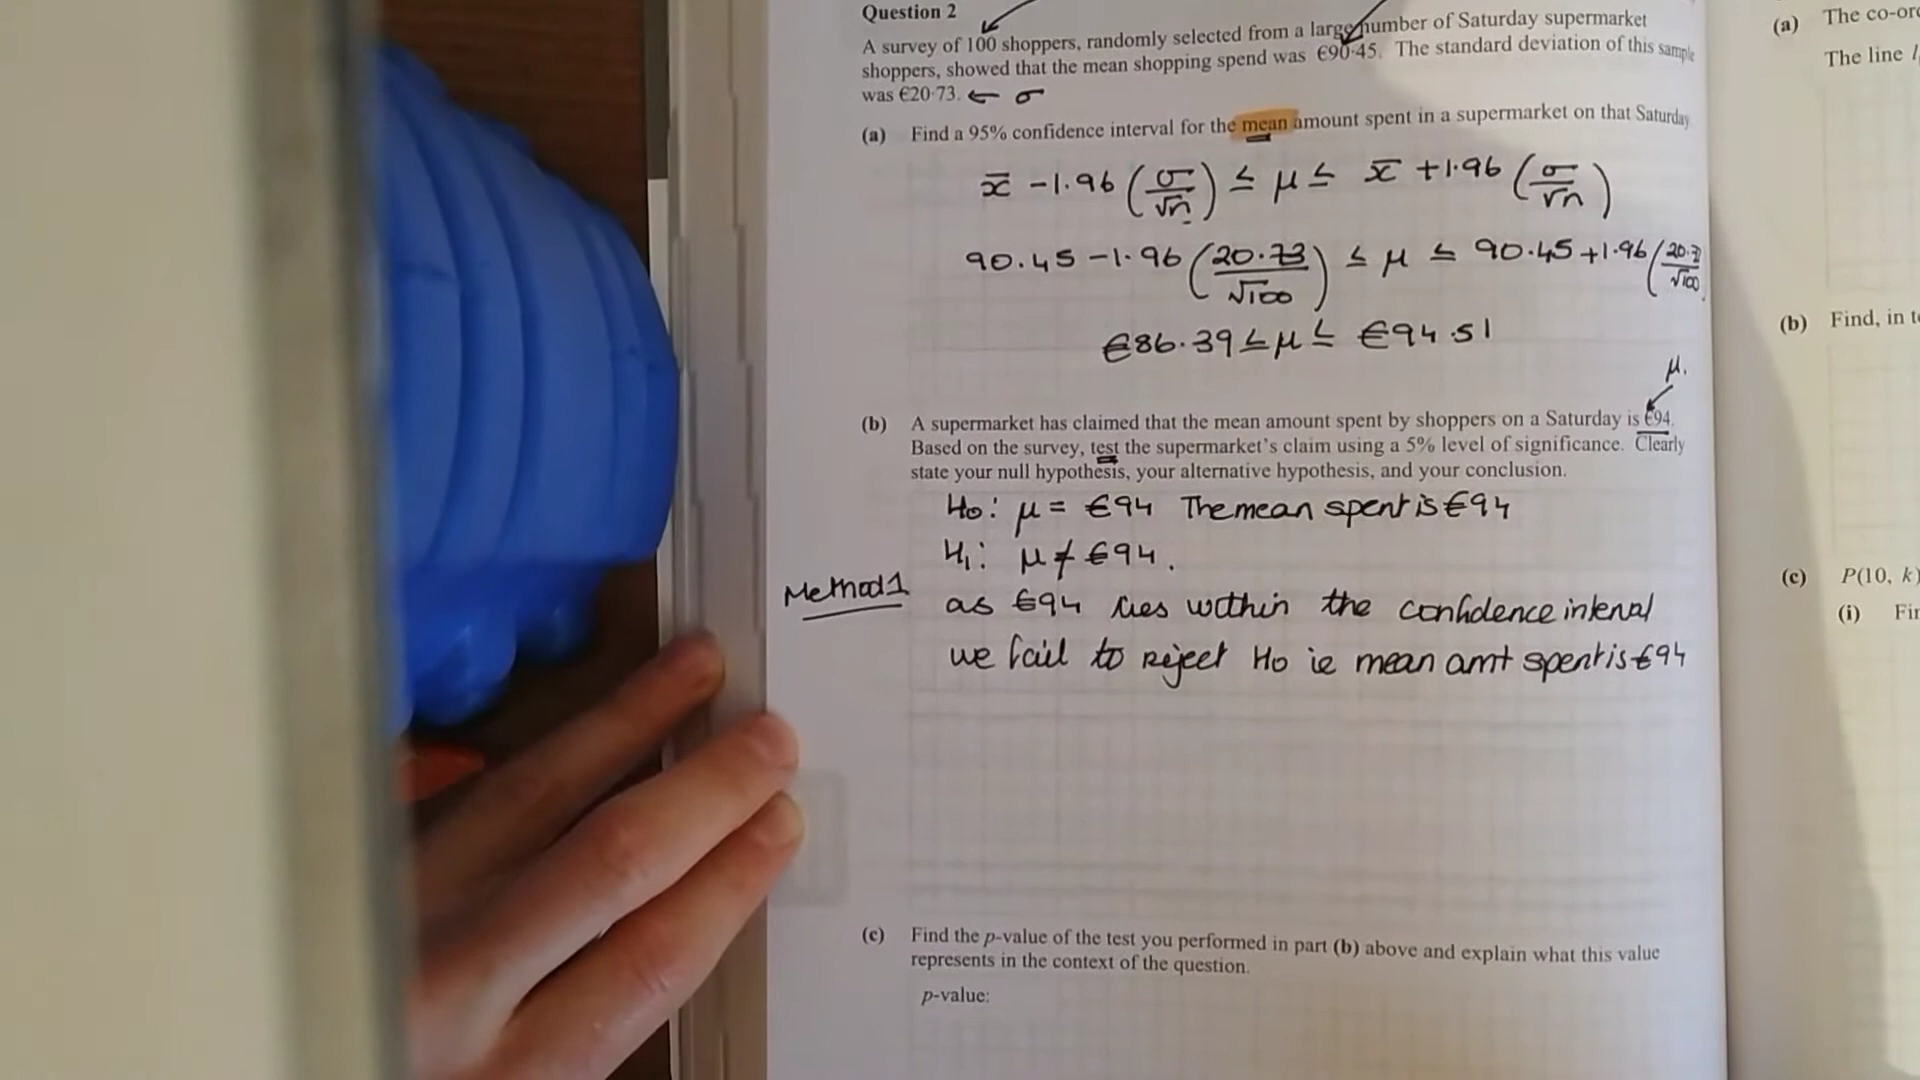 Question 2
A survey of 100 shoppers, randomly selected from a large number of Saturday supermarket
shoppers, showed that the mean shopping spend was €90·45. The standard deviation of this sample
was €20·73. ← σ
(a) Find a 95% confidence interval for the mean amount spent in a supermarket on that Saturday
x̄ - 1.96 (σ/√n) ≤ μ ≤ x̄ + 1.96 (σ/√n)
90.45 - 1.96 (20.73/√100) ≤ μ ≤ 90.45 + 1.96 (20.7/√100
€86.39 ≤ μ ≤ €94.51
μ.
(b) A supermarket has claimed that the mean amount spent by shoppers on a Saturday is €94.
Based on the survey, test the supermarket's claim using a 5% level of significance. Clearly
state your null hypothesis, your alternative hypothesis, and your conclusion.
H₀: μ = €94 The mean spent is €94
H₁: μ ≠ €94.
Method 1
as €94 lies within the confidence interval
we fail to reject H₀ ie mean amt spent is €94
(c) Find the p-value of the test you performed in part (b) above and explain what this value
represents in the context of the question.
p-value:
(a) The co-or
The line l
(b) Find, in t
(c) P(10, k)
(i) Fi